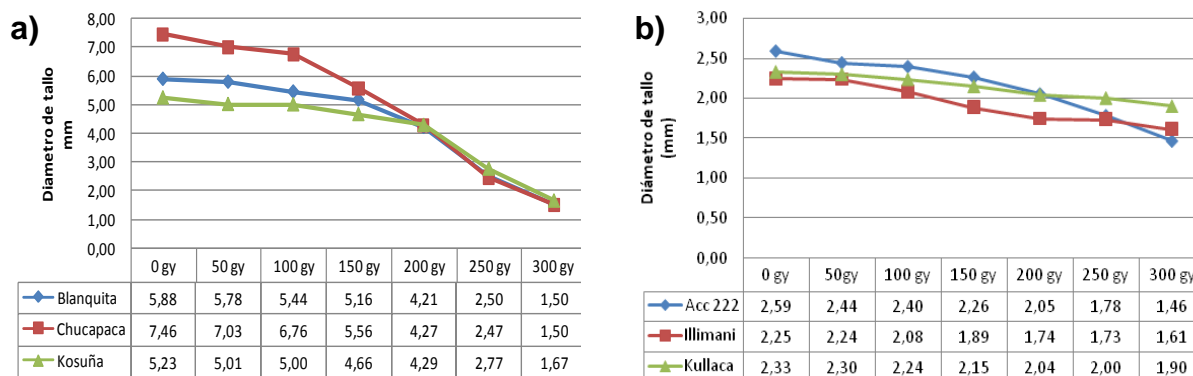 a)
Diametro de tallo
mm
8,00
7,00
6,00
5,00
4,00
3,00
2,00
1,00
0,00
0 gy 50 gy 100 gy 150 gy 200 gy 250 gy 300 gy
Blanquita 5,88 5,78 5,44 5,16 4,21 2,50 1,50
Chucapaca 7,46 7,03 6,76 5,56 4,27 2,47 1,50
Kosuña 5,23 5,01 5,00 4,66 4,29 2,77 1,67
b)
Diámetro de tallo
(mm)
3,00
2,50
2,00
1,50
1,00
0,50
0,00
0 gy 50gy 100 gy 150 gy 200 gy 250 gy 300 gy
Acc 222 2,59 2,44 2,40 2,26 2,05 1,78 1,46
Illimani 2,25 2,24 2,08 1,89 1,74 1,73 1,61
Kullaca 2,33 2,30 2,24 2,15 2,04 2,00 1,90